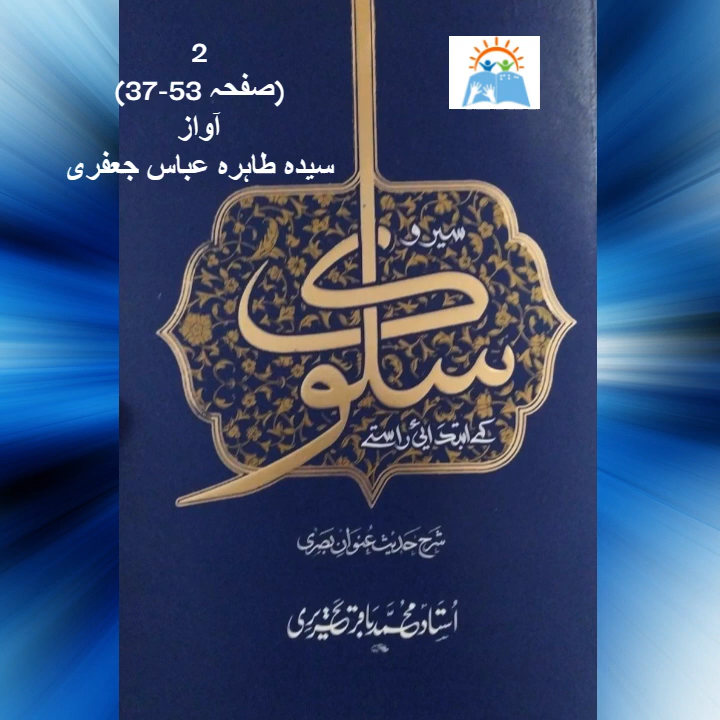 2
(صفحہ 53-37)
آواز
سیدہ طاہرہ عباس جعفری
سیر و
سلوک
کے ابتدائی راستے
شرح حدیث عنوان بصری
اُستاد محمد باقر تحریری